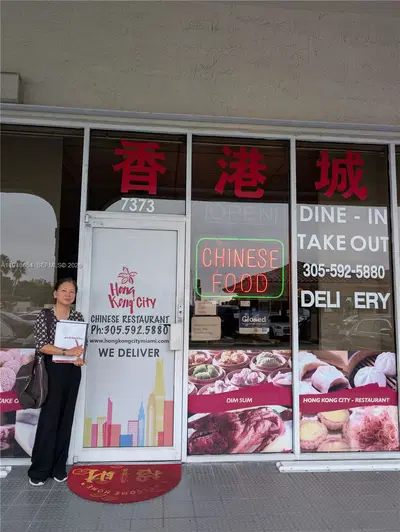 香港城
7373
OPEN
Hong
Kong City
CHINESE RESTAURANT
Ph:305.592.5880
www.hongkongcitymiami.com
WE DELIVER
CHINESE
FOOD
Closed
DINE - IN
TAKE OUT
305-592-5880
DELI ERY
DIM SUM
HONG KONG CITY - RESTAURANT